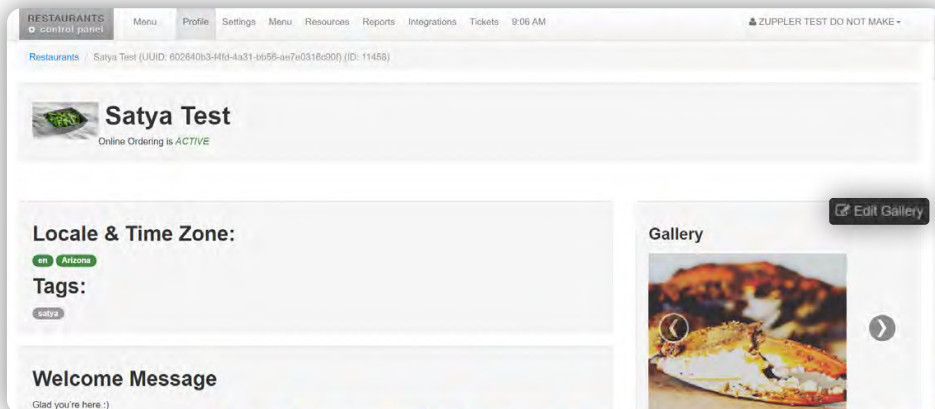 RESTAURANTS
control panel
Menu Profile Settings Menu Resources Reports Integrations Tickets 9:06 AM
ZUPPLER TEST DO NOT MAKE
Restaurants / Satya Test (UUID: 602640b3-f4fd-4a31-bb56-ae7e0316c90f) (ID: 11458)
Satya Test
Online Ordering is ACTIVE
Edit Gallery
Locale & Time Zone:
en Arizona
Tags:
satya
Gallery
Welcome Message
Glad you're here :)